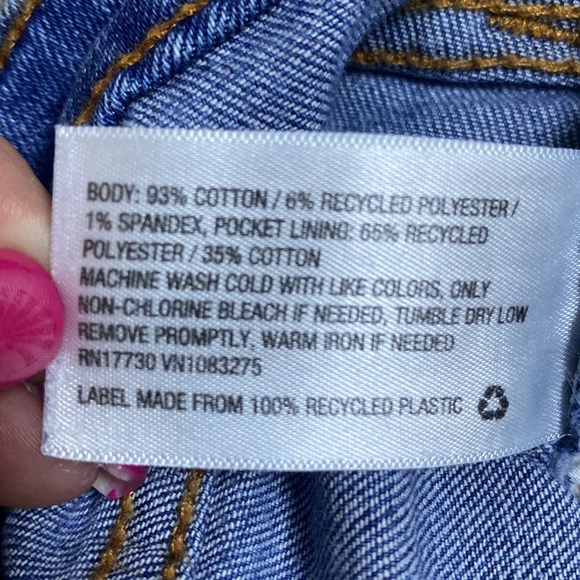 BODY: 93% COTTON / 6% RECYCLED POLYESTER /
1% SPANDEX, POCKET LINING: 65% RECYCLED
POLYESTER / 35% COTTON
MACHINE WASH COLD WITH LIKE COLORS, ONLY
NON-CHLORINE BLEACH IF NEEDED, TUMBLE DRY LOW
REMOVE PROMPTLY, WARM IRON IF NEEDED
RN17730 VN1083275
LABEL MADE FROM 100% RECYCLED PLASTIC